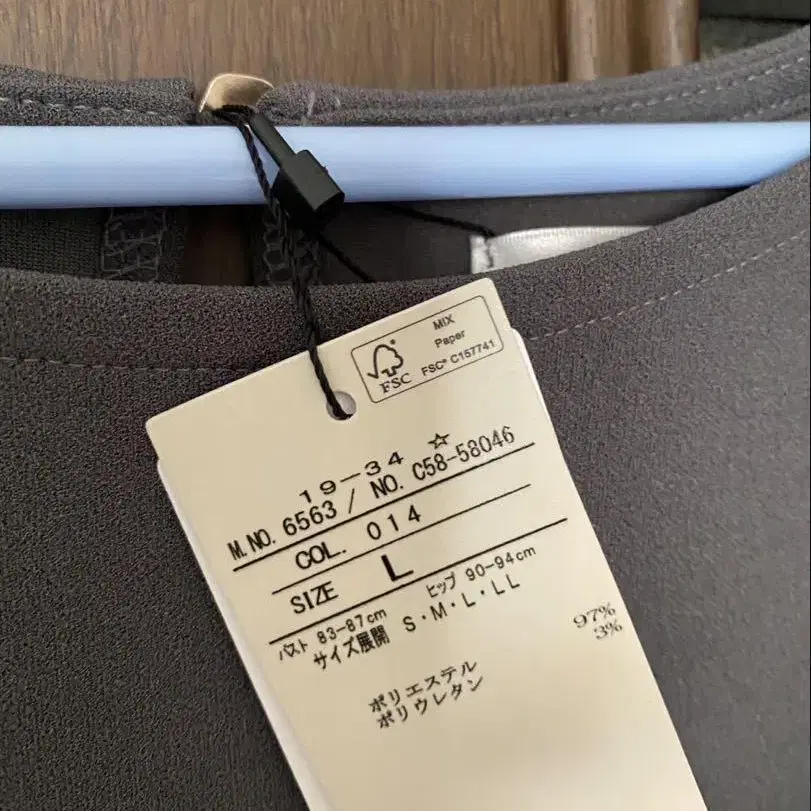 MIX
Paper
FSC
FSC® C157741
19-34 ☆
M.NO. 6563 / NO. C58-58046
COL. 014
SIZE L
バスト 83-87cm ヒップ 90-94cm
サイズ展開 S・M・L・LL
ポリエステル 97%
ポリウレタン 3%